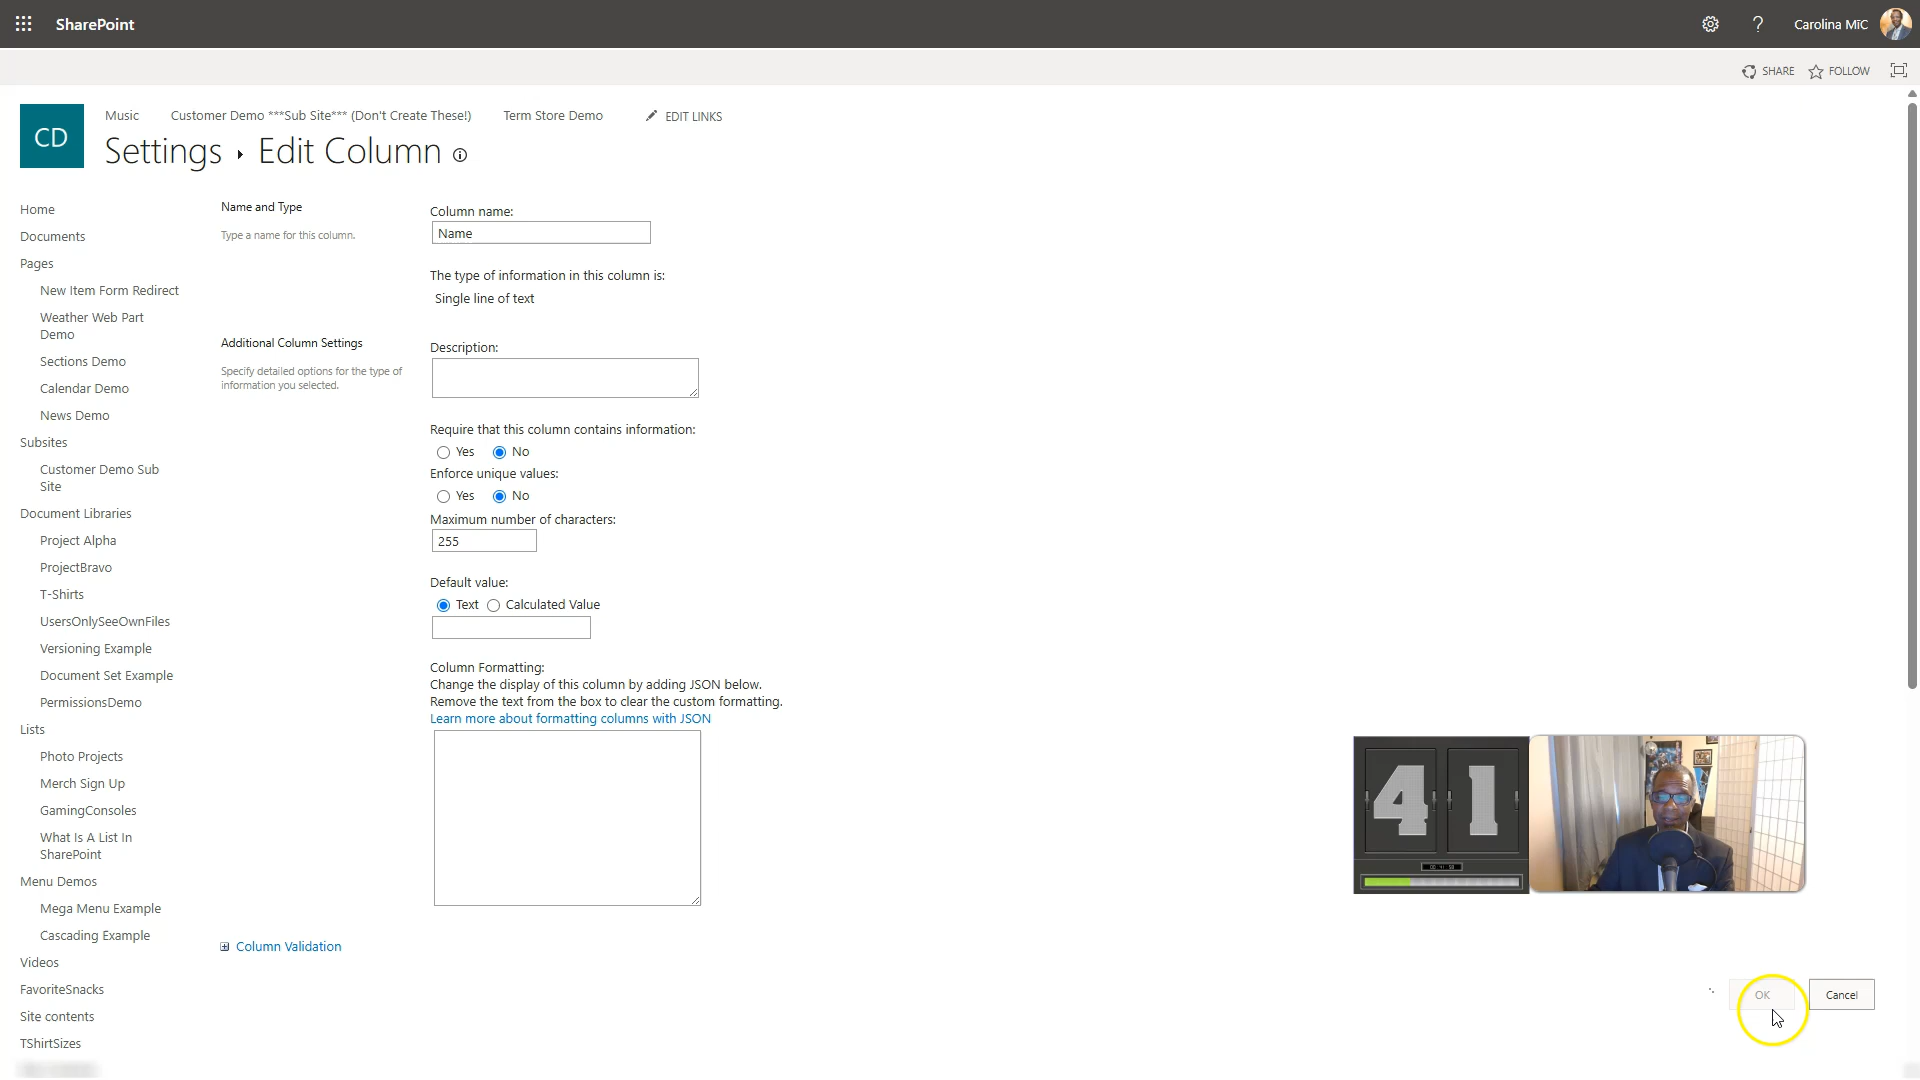 SharePoint
Carolina MIC
SHARE
FOLLOW
CD
Music
Customer Demo ***Sub Site*** (Don't Create These!)
Term Store Demo
EDIT LINKS
Settings
Edit Column
Home
Documents
Pages
New Item Form Redirect
Weather Web Part
Demo
Sections Demo
Calendar Demo
News Demo
Subsites
Customer Demo Sub
Site
Document Libraries
Project Alpha
ProjectBravo
T-Shirts
UsersOnlySeeOwnFiles
Versioning Example
Document Set Example
PermissionsDemo
Lists
Photo Projects
Merch Sign Up
GamingConsoles
What Is A List In
SharePoint
Menu Demos
Mega Menu Example
Cascading Example
Videos
FavoriteSnacks
Site contents
TShirtSizes
Name and Type
Type a name for this column.
Column name:
Name
The type of information in this column is:
Single line of text
Additional Column Settings
Specify detailed options for the type of
information you selected.
Description:
Require that this column contains information:
Yes No
Enforce unique values:
Yes No
Maximum number of characters:
255
Default value:
Text Calculated Value
Column Formatting:
Change the display of this column by adding JSON below.
Remove the text from the box to clear the custom formatting.
Learn more about formatting columns with JSON
Column Validation
41
OK
Cancel